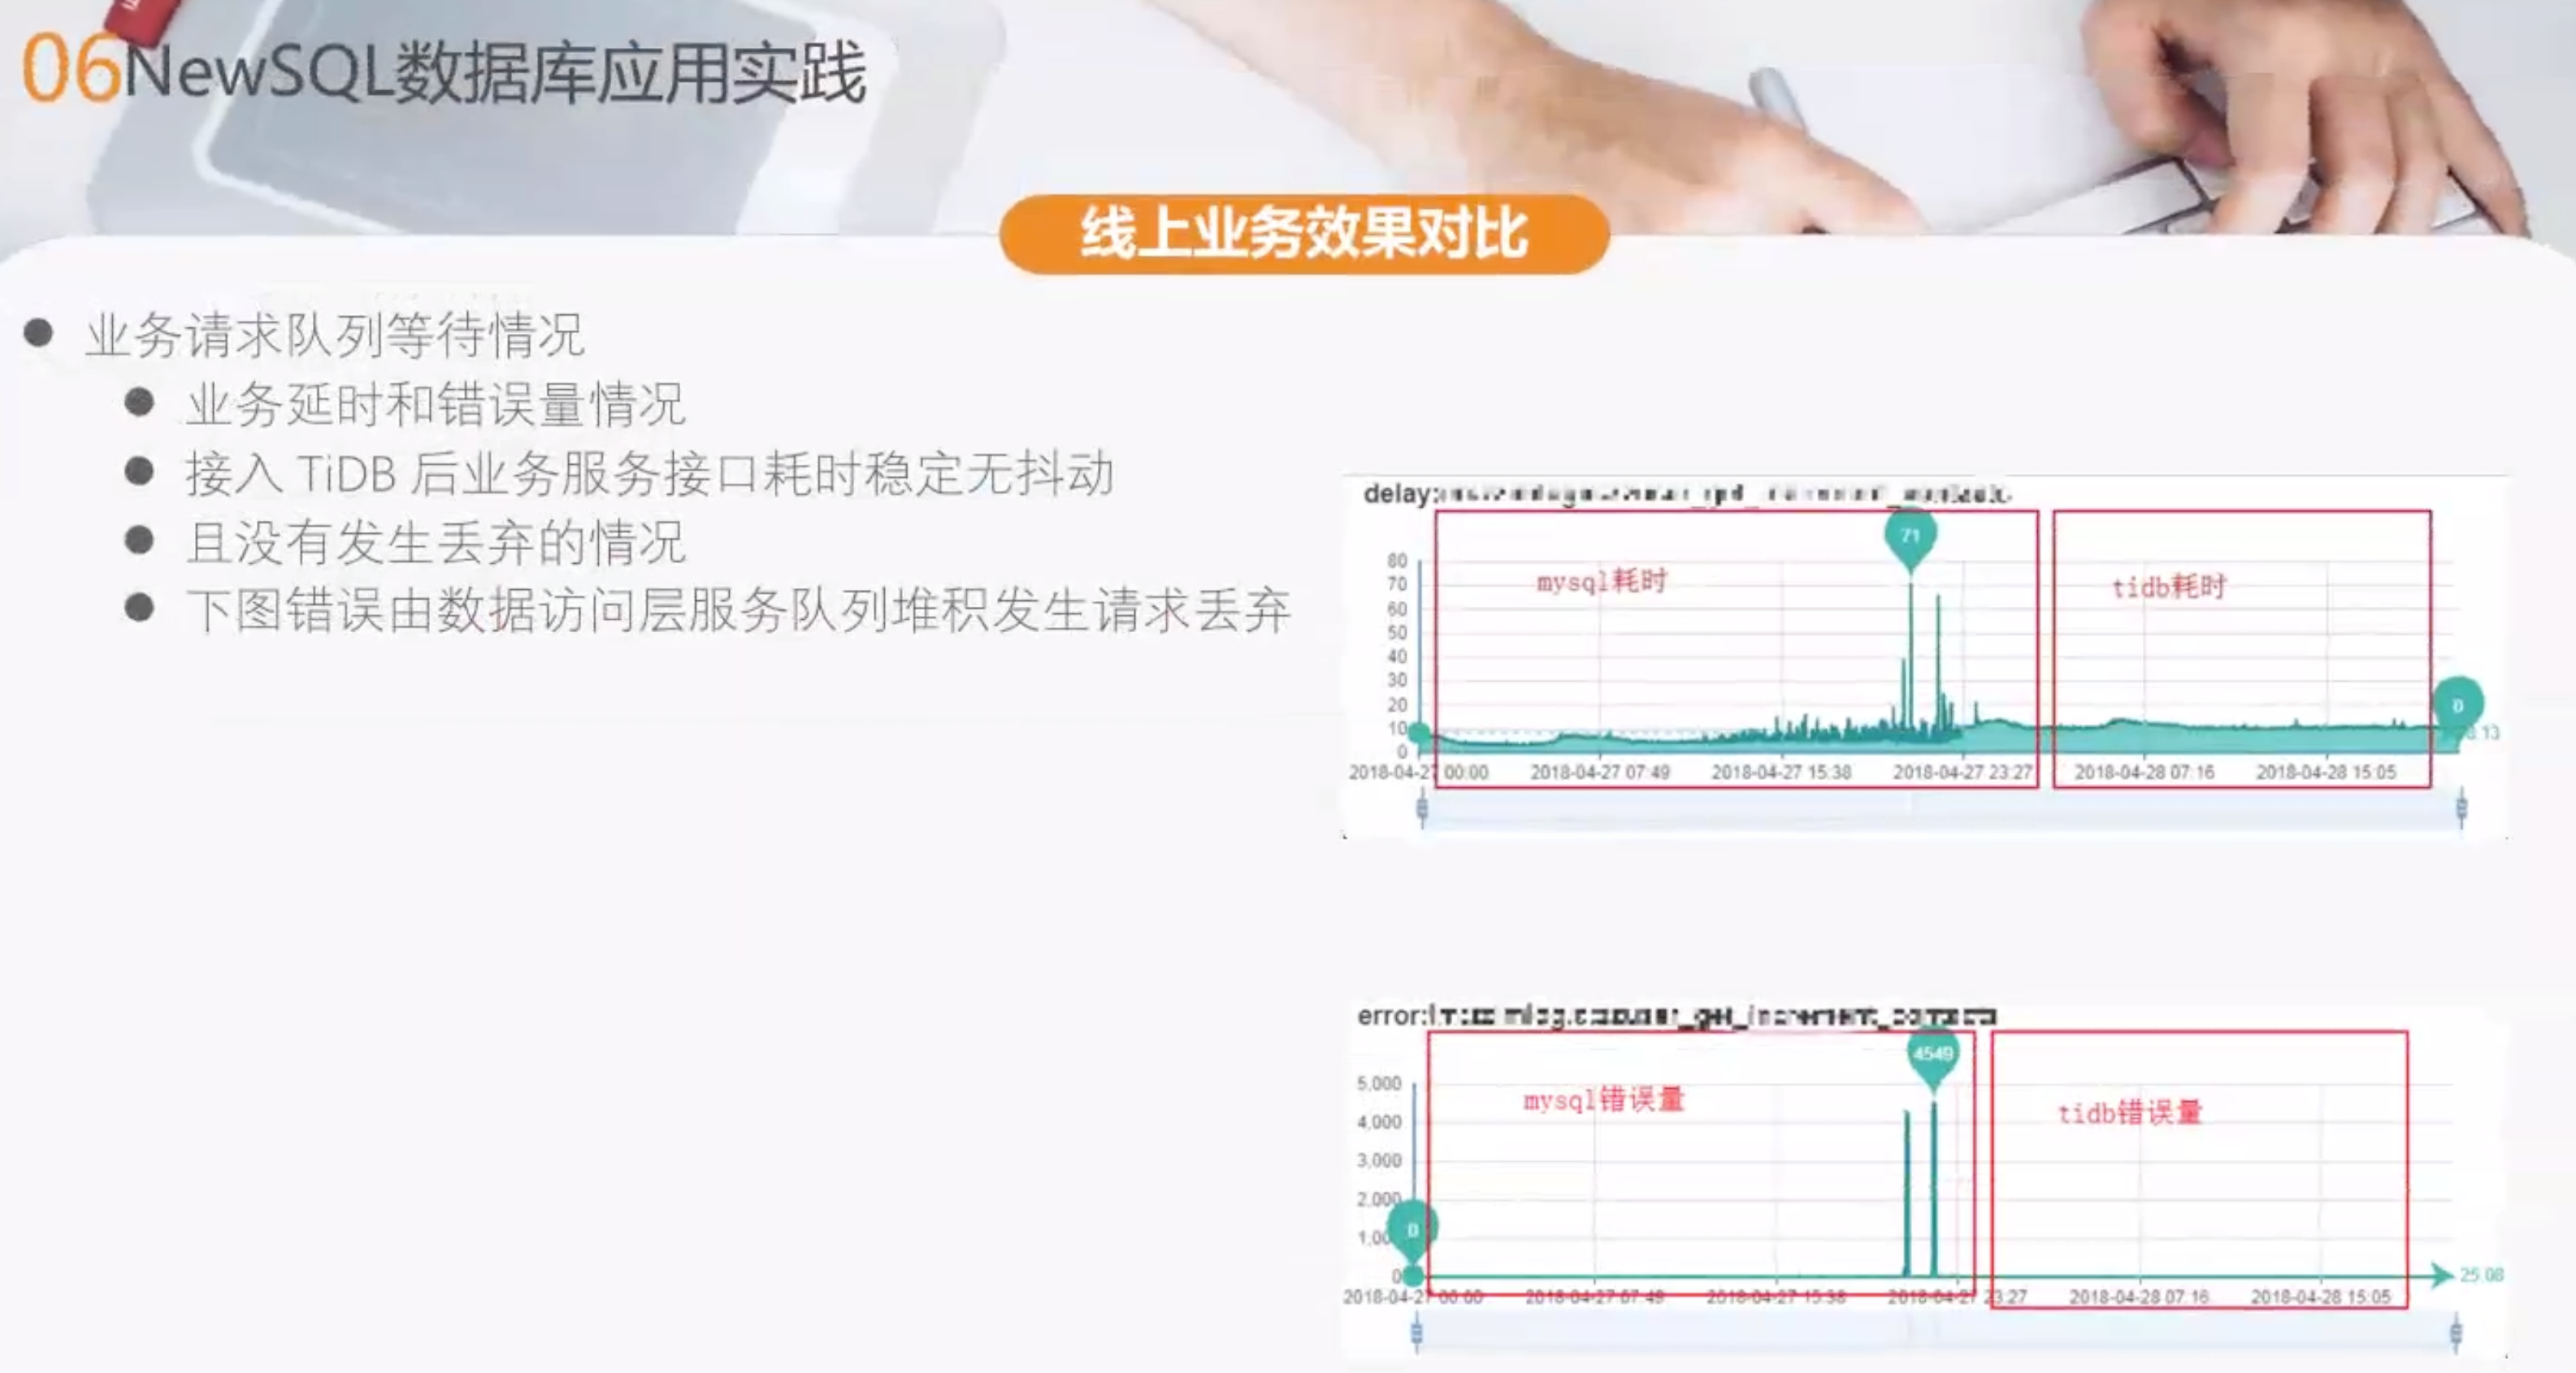 06NewSQL数据库应用实践
线上业务效果对比
业务请求队列等待情况
业务延时和错误量情况
接入 TiDB 后业务服务接口耗时稳定无抖动
且没有发生丢弃的情况
下图错误由数据访问层服务队列堆积发生请求丢弃
delay:
71
80
70
60
50
40
30
20
10
0
mysql耗时
tidb耗时
0
8.13
2018-04-27 00:00 2018-04-27 07:49 2018-04-27 15:38 2018-04-27 23:27 2018-04-28 07:16 2018-04-28 15:05
error:
4549
5,000
4,000
3,000
2,000
1,00
0
mysql错误量
tidb错误量
0
25.08
2018-04-27 00:00 2018-04-27 07:49 2018-04-27 15:38 2018-04-27 23:27 2018-04-28 07:16 2018-04-28 15:05